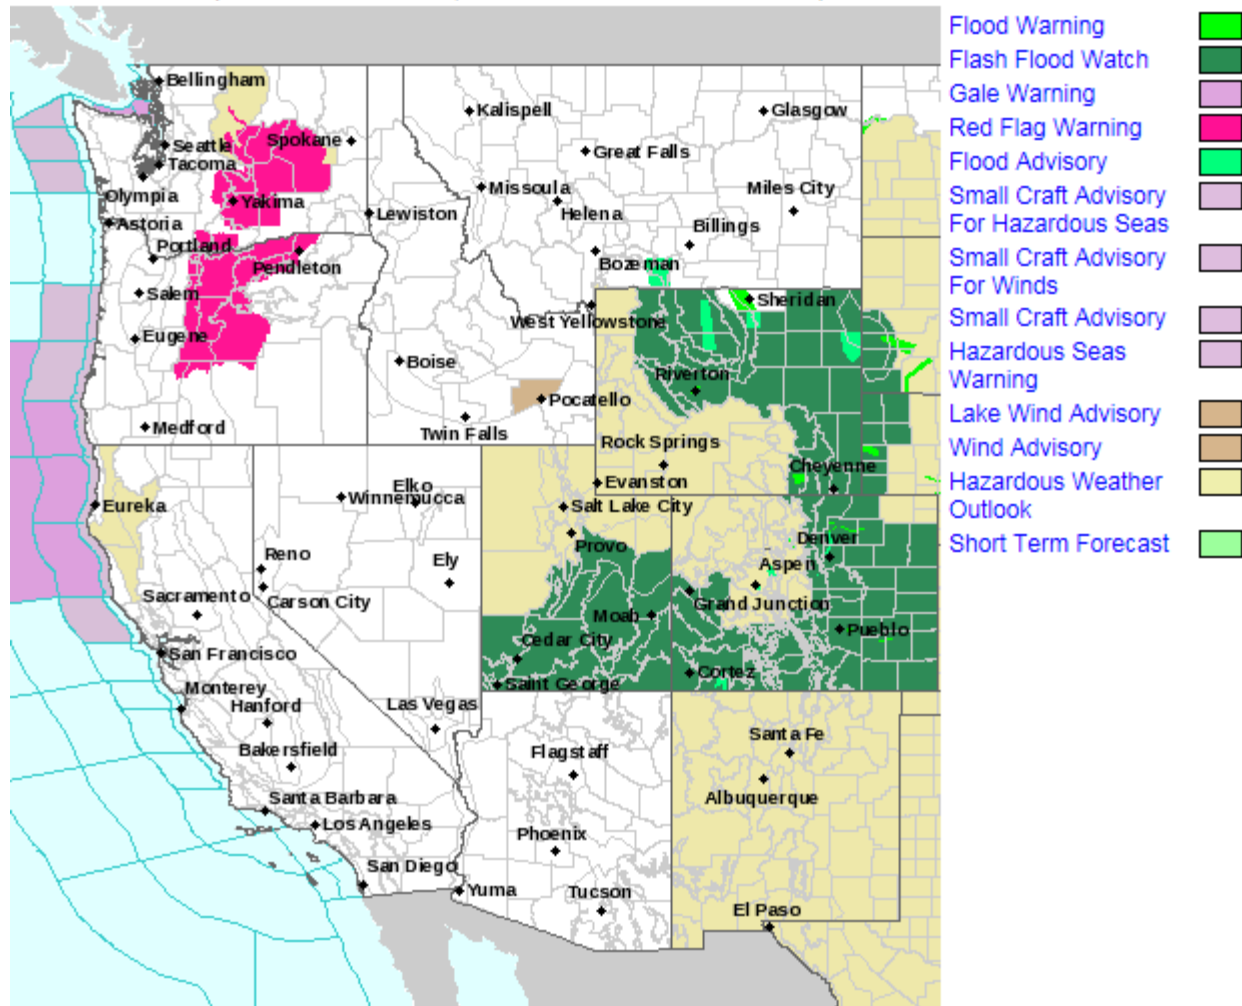 Bellingham
Seattle
Tacoma
Olympia
Astoria
Spokane
Yakima
Lewiston
Portland
Pendleton
Salem
Eugene
Medford
Kalispell
Glasgow
Great Falls
Missoula
Helena
Miles City
Billings
Bozeman
West Yellowstone
Sheridan
Boise
Pocatello
Twin Falls
Riverton
Rock Springs
Cheyenne
Evanston
Eureka
Elko
Winnemucca
Salt Lake City
Provo
Reno
Ely
Carson City
Sacramento
Denver
Aspen
Grand Junction
Moab
Pueblo
Cedar City
Cortez
Saint George
San Francisco
Monterey
Hanford
Las Vegas
Bakersfield
Flagstaff
Santa Fe
Albuquerque
Santa Barbara
Los Angeles
Phoenix
San Diego
Yuma
Tucson
El Paso
Flood Warning
Flash Flood Watch
Gale Warning
Red Flag Warning
Flood Advisory
Small Craft Advisory
For Hazardous Seas
Small Craft Advisory
For Winds
Small Craft Advisory
Hazardous Seas
Warning
Lake Wind Advisory
Wind Advisory
Hazardous Weather
Outlook
Short Term Forecast